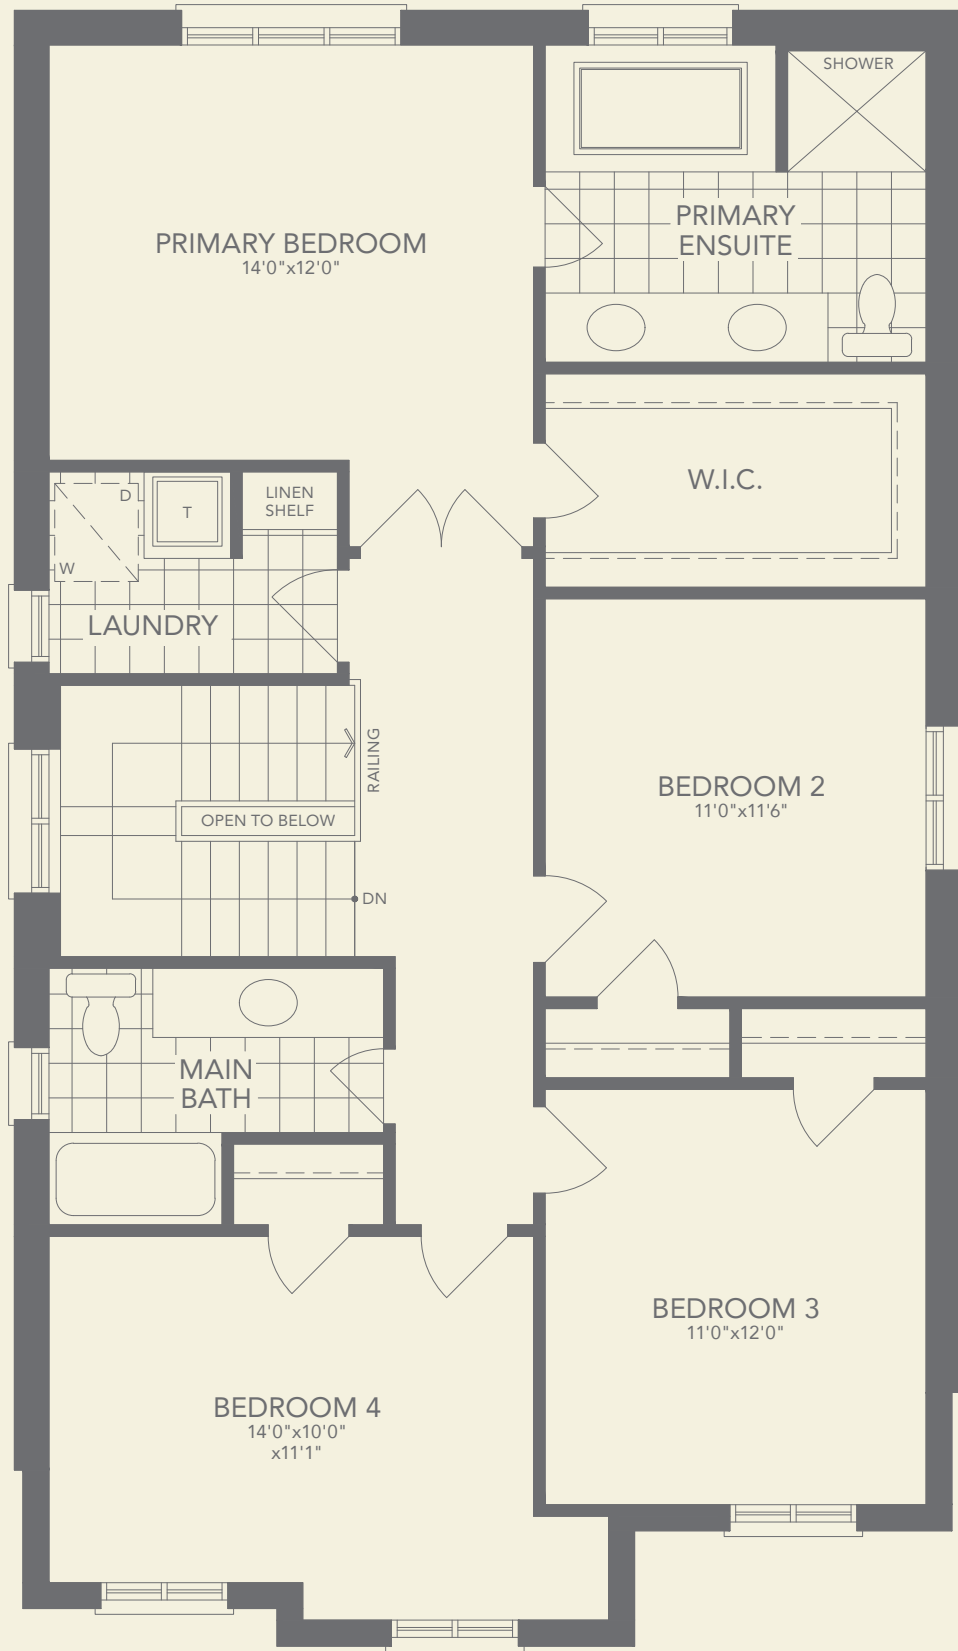 SHOWER
PRIMARY
ENSUITE
PRIMARY BEDROOM
14'0"x12'0"
W.I.C.
D
T
LINEN
SHELF
W
LAUNDRY
RAILING
OPEN TO BELOW
DN
BEDROOM 2
11'0"x11'6"
MAIN
BATH
BEDROOM 3
11'0"x12'0"
BEDROOM 4
14'0"x10'0"
x11'1"